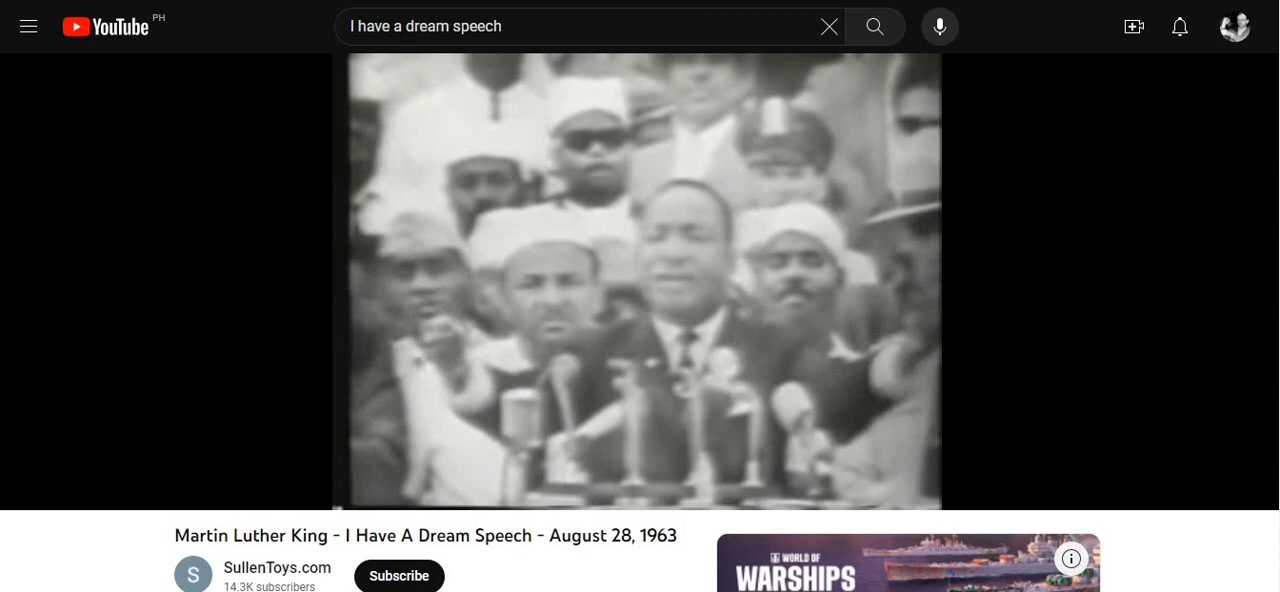 YouTube PH
I have a dream speech
Martin Luther King - I Have A Dream Speech - August 28, 1963
S
SullenToys.com
14.3K subscribers
Subscribe
WORLD OF
WARSHIPS